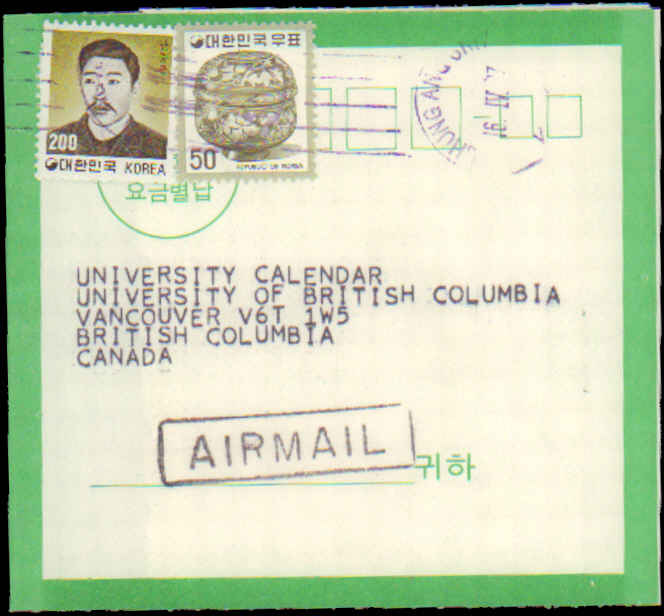 200
대한민국 KOREA
대한민국우표
50
REPUBLIC OF KOREA
요금별납
UNIVERSITY CALENDAR
UNIVERSITY OF BRITISH COLUMBIA
VANCOUVER V6T 1W5
BRITISH COLUMBIA
CANADA
AIRMAIL
귀하